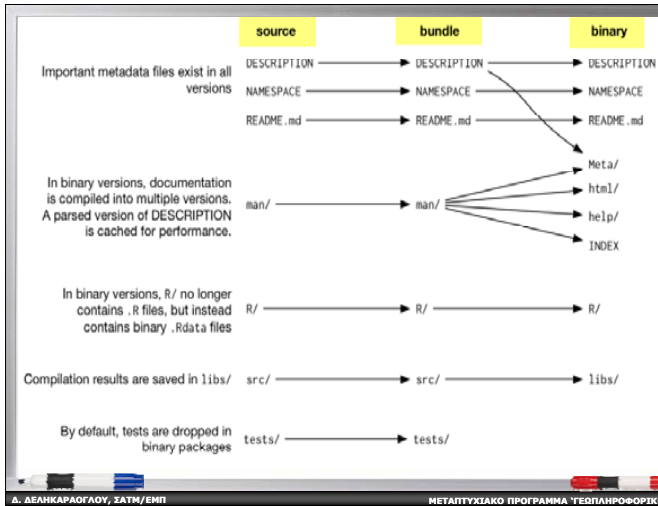 source bundle binary
Important metadata files exist in all
versions
DESCRIPTION DESCRIPTION DESCRIPTION
NAMESPACE NAMESPACE NAMESPACE
README.md README.md README.md
In binary versions, documentation
is compiled into multiple versions.
A parsed version of DESCRIPTION
is cached for performance.
man/ man/
Meta/
html/
help/
INDEX
In binary versions, R/ no longer
contains .R files, but instead
contains binary .Rdata files
R/ R/ R/
Compilation results are saved in libs/ src/ src/ libs/
By default, tests are dropped in
binary packages
tests/ tests/
Δ. ΔΕΛΗΚΑΡΑΟΓΛΟΥ, ΣΑΤΜ/ΕΜΠ ΜΕΤΑΠΤΥΧΙΑΚΟ ΠΡΟΓΡΑΜΜΑ 'ΓΕΩΠΛΗΡΟΦΟΡΙΚ